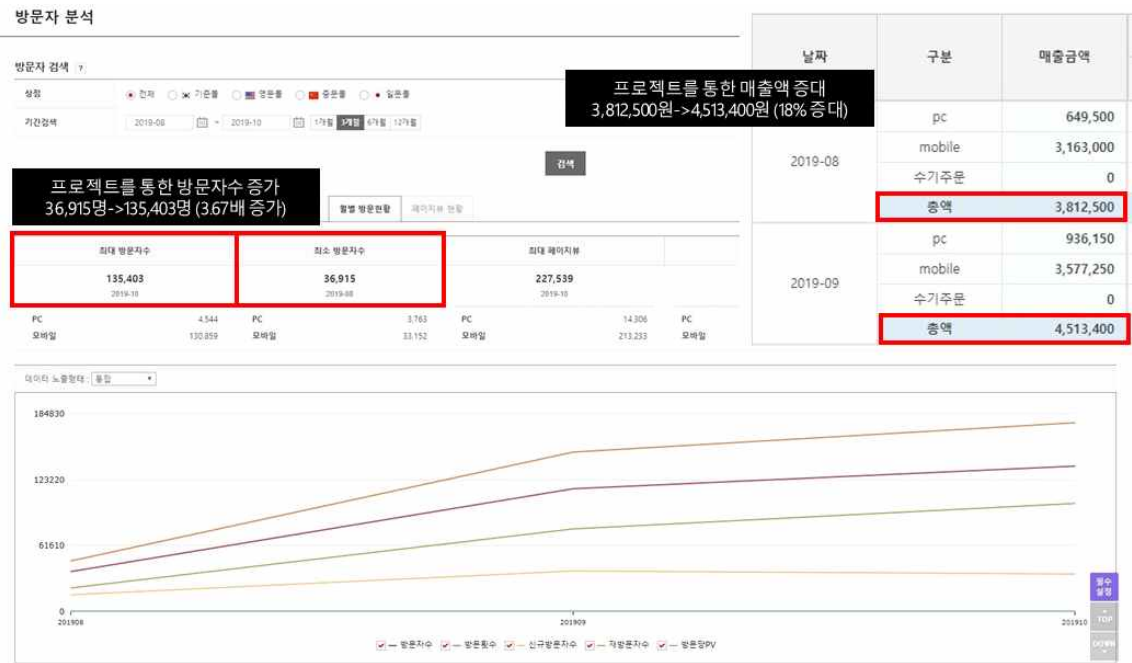 방문자 분석
방문자 검색 ?
상점
전체 기준몰 영문몰 중문몰 일문몰
기간검색
2019-08 ~ 2019-10 1개월 3개월 6개월 12개월
검색
프로젝트를 통한 방문자수 증가
36,915명->135,403명 (3.67배 증가)
월별 방문현황 페이지뷰 현황
최대 방문자수 최소 방문자수 최대 페이지뷰
135,403 36,915 227,539
2019-10 2019-08 2019-10
PC 4,544 PC 3,763 PC 14,306 PC
모바일 130,859 모바일 33,152 모바일 213,233 모바일
프로젝트를 통한 매출액 증대
3,812,500원->4,513,400원 (18% 증대)
날짜 구분 매출금액
pc 649,500
2019-08 mobile 3,163,000
수기주문 0
총액 3,812,500
pc 936,150
2019-09 mobile 3,577,250
수기주문 0
총액 4,513,400
데이터 노출형태 : 통합
184830
123220
61610
0
201908 201909 201910
방문자수 방문횟수 신규방문자수 재방문자수 방문당PV
필수
설정
TOP
DOWN